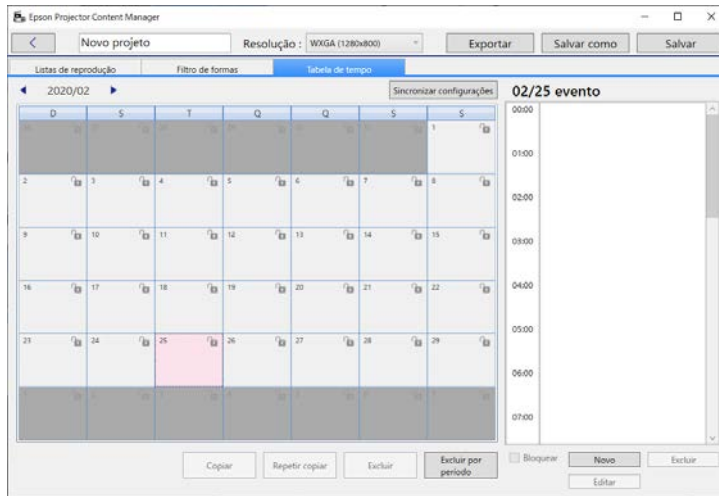 Epson Projector Content Manager
Novo projeto
Resolução :
WXGA (1280x800)
Exportar
Salvar como
Salvar
Listas de reprodução
Filtro de formas
Tabela de tempo
2020/02
Sincronizar configurações
02/25 evento
D S T Q Q S S
1
2 3 4 5 6 7 8
9 10 11 12 13 14 15
16 17 18 19 20 21 22
23 24 25 26 27 28 29
00:00
01:00
02:00
03:00
04:00
05:00
06:00
07:00
Copiar
Repetir copiar
Excluir
Excluir por
período
Bloquear
Novo
Excluir
Editar